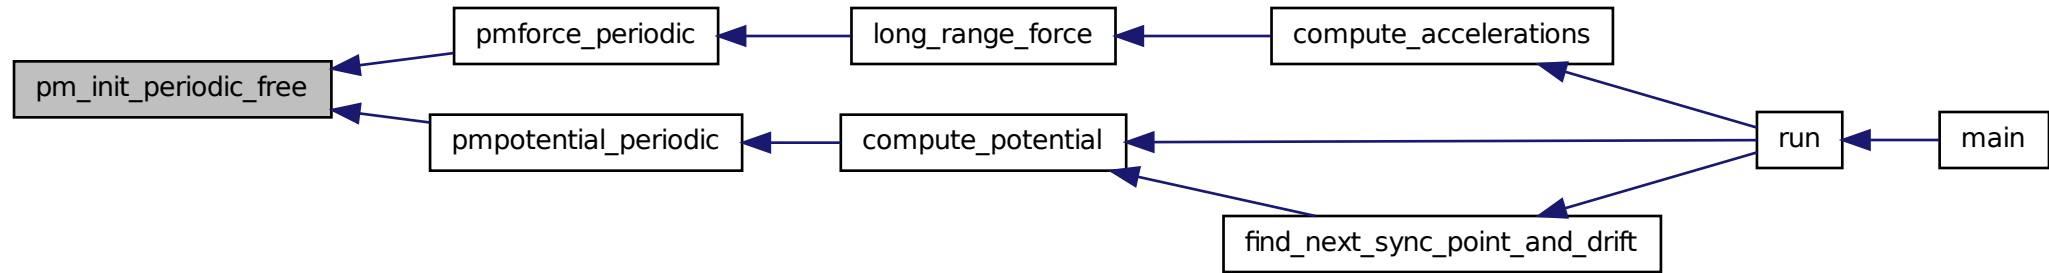 pm_init_periodic_free
pmforce_periodic
long_range_force
compute_accelerations
pmpotential_periodic
compute_potential
run
main
find_next_sync_point_and_drift